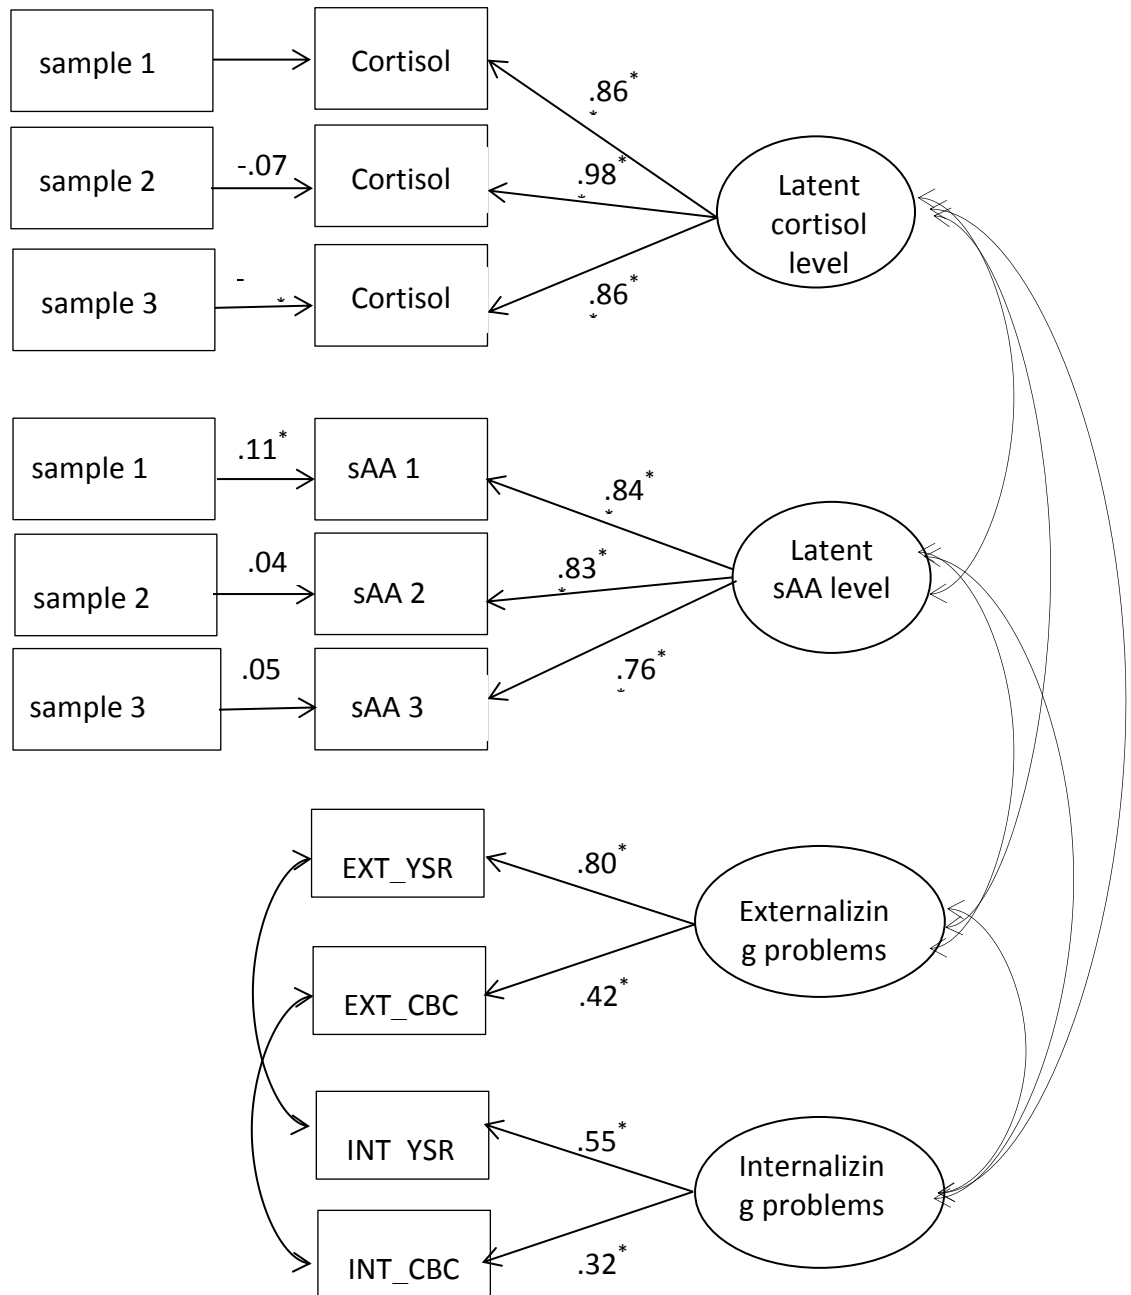 sample 1
Cortisol
.86*
*
sample 2
-.07
Cortisol
.98*
*
Latent
cortisol
level
sample 3
-
*
Cortisol
.86*
*
sample 1
.11*
sAA 1
.84*
*
sample 2
.04
sAA 2
.83*
*
Latent
sAA level
sample 3
.05
sAA 3
.76*
*
EXT_YSR
.80*
Externalizin
g problems
EXT_CBC
.42*
INT YSR
.55*
Internalizin
g problems
INT_CBC
.32*